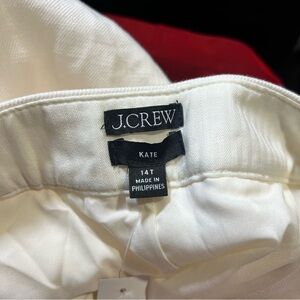 J.CREW
KATE
14T
MADE IN
PHILIPPINES